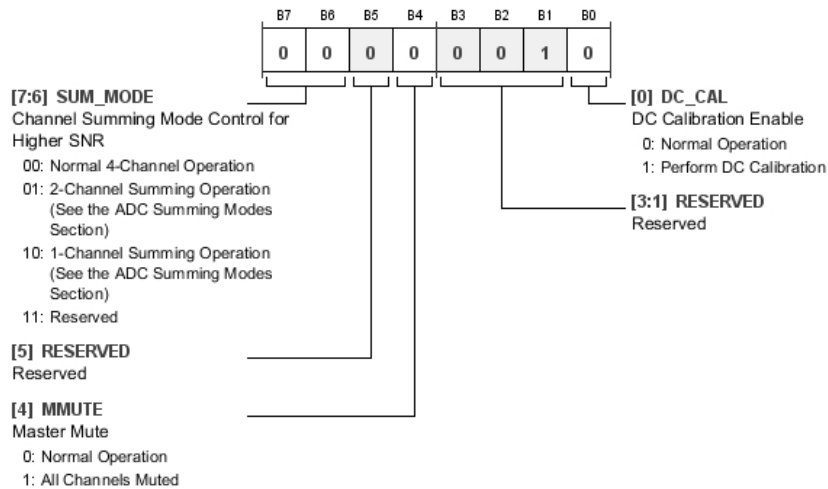 B7 B6 B5 B4 B3 B2 B1 B0
0 0 0 0 0 0 1 0
[7:6] SUM_MODE
Channel Summing Mode Control for
Higher SNR
00: Normal 4-Channel Operation
01: 2-Channel Summing Operation
(See the ADC Summing Modes
Section)
10: 1-Channel Summing Operation
(See the ADC Summing Modes
Section)
11: Reserved
[5] RESERVED
Reserved
[4] MMUTE
Master Mute
0: Normal Operation
1: All Channels Muted
[0] DC_CAL
DC Calibration Enable
0: Normal Operation
1: Perform DC Calibration
[3:1] RESERVED
Reserved